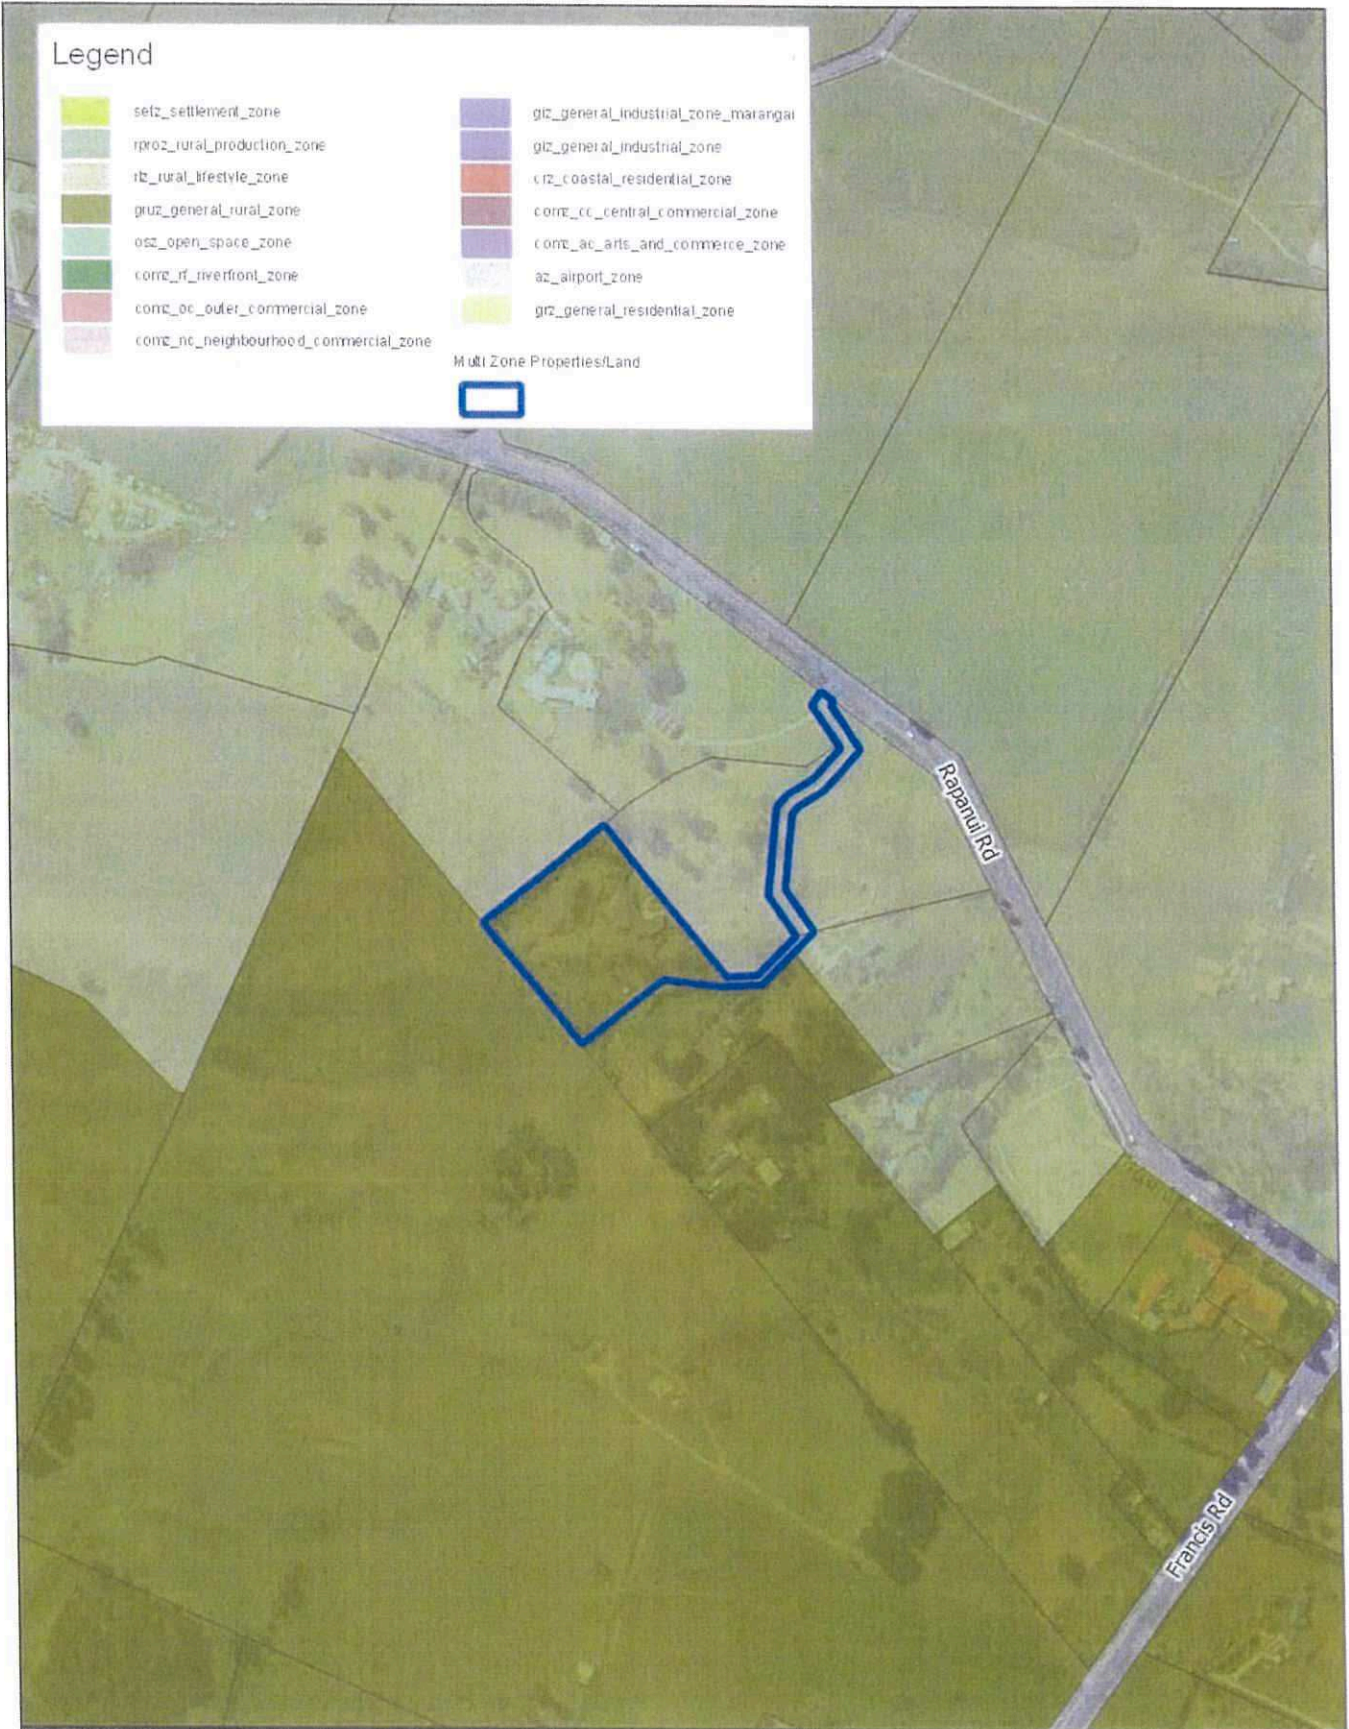 Legend
setz_settlement_zone
rproz_rural_production_zone
rlz_rural_lifestyle_zone
gruz_general_rural_zone
osz_open_space_zone
comz_rf_riverfront_zone
comz_oc_outer_commercial_zone
comz_nc_neighbourhood_commercial_zone
giz_general_industrial_zone_marangai
giz_general_industrial_zone
crz_coastal_residential_zone
comz_cc_central_commercial_zone
comz_ac_arts_and_commerce_zone
az_airport_zone
grz_general_residential_zone
Multi Zone Properties/Land
Rapanui Rd
Francis Rd